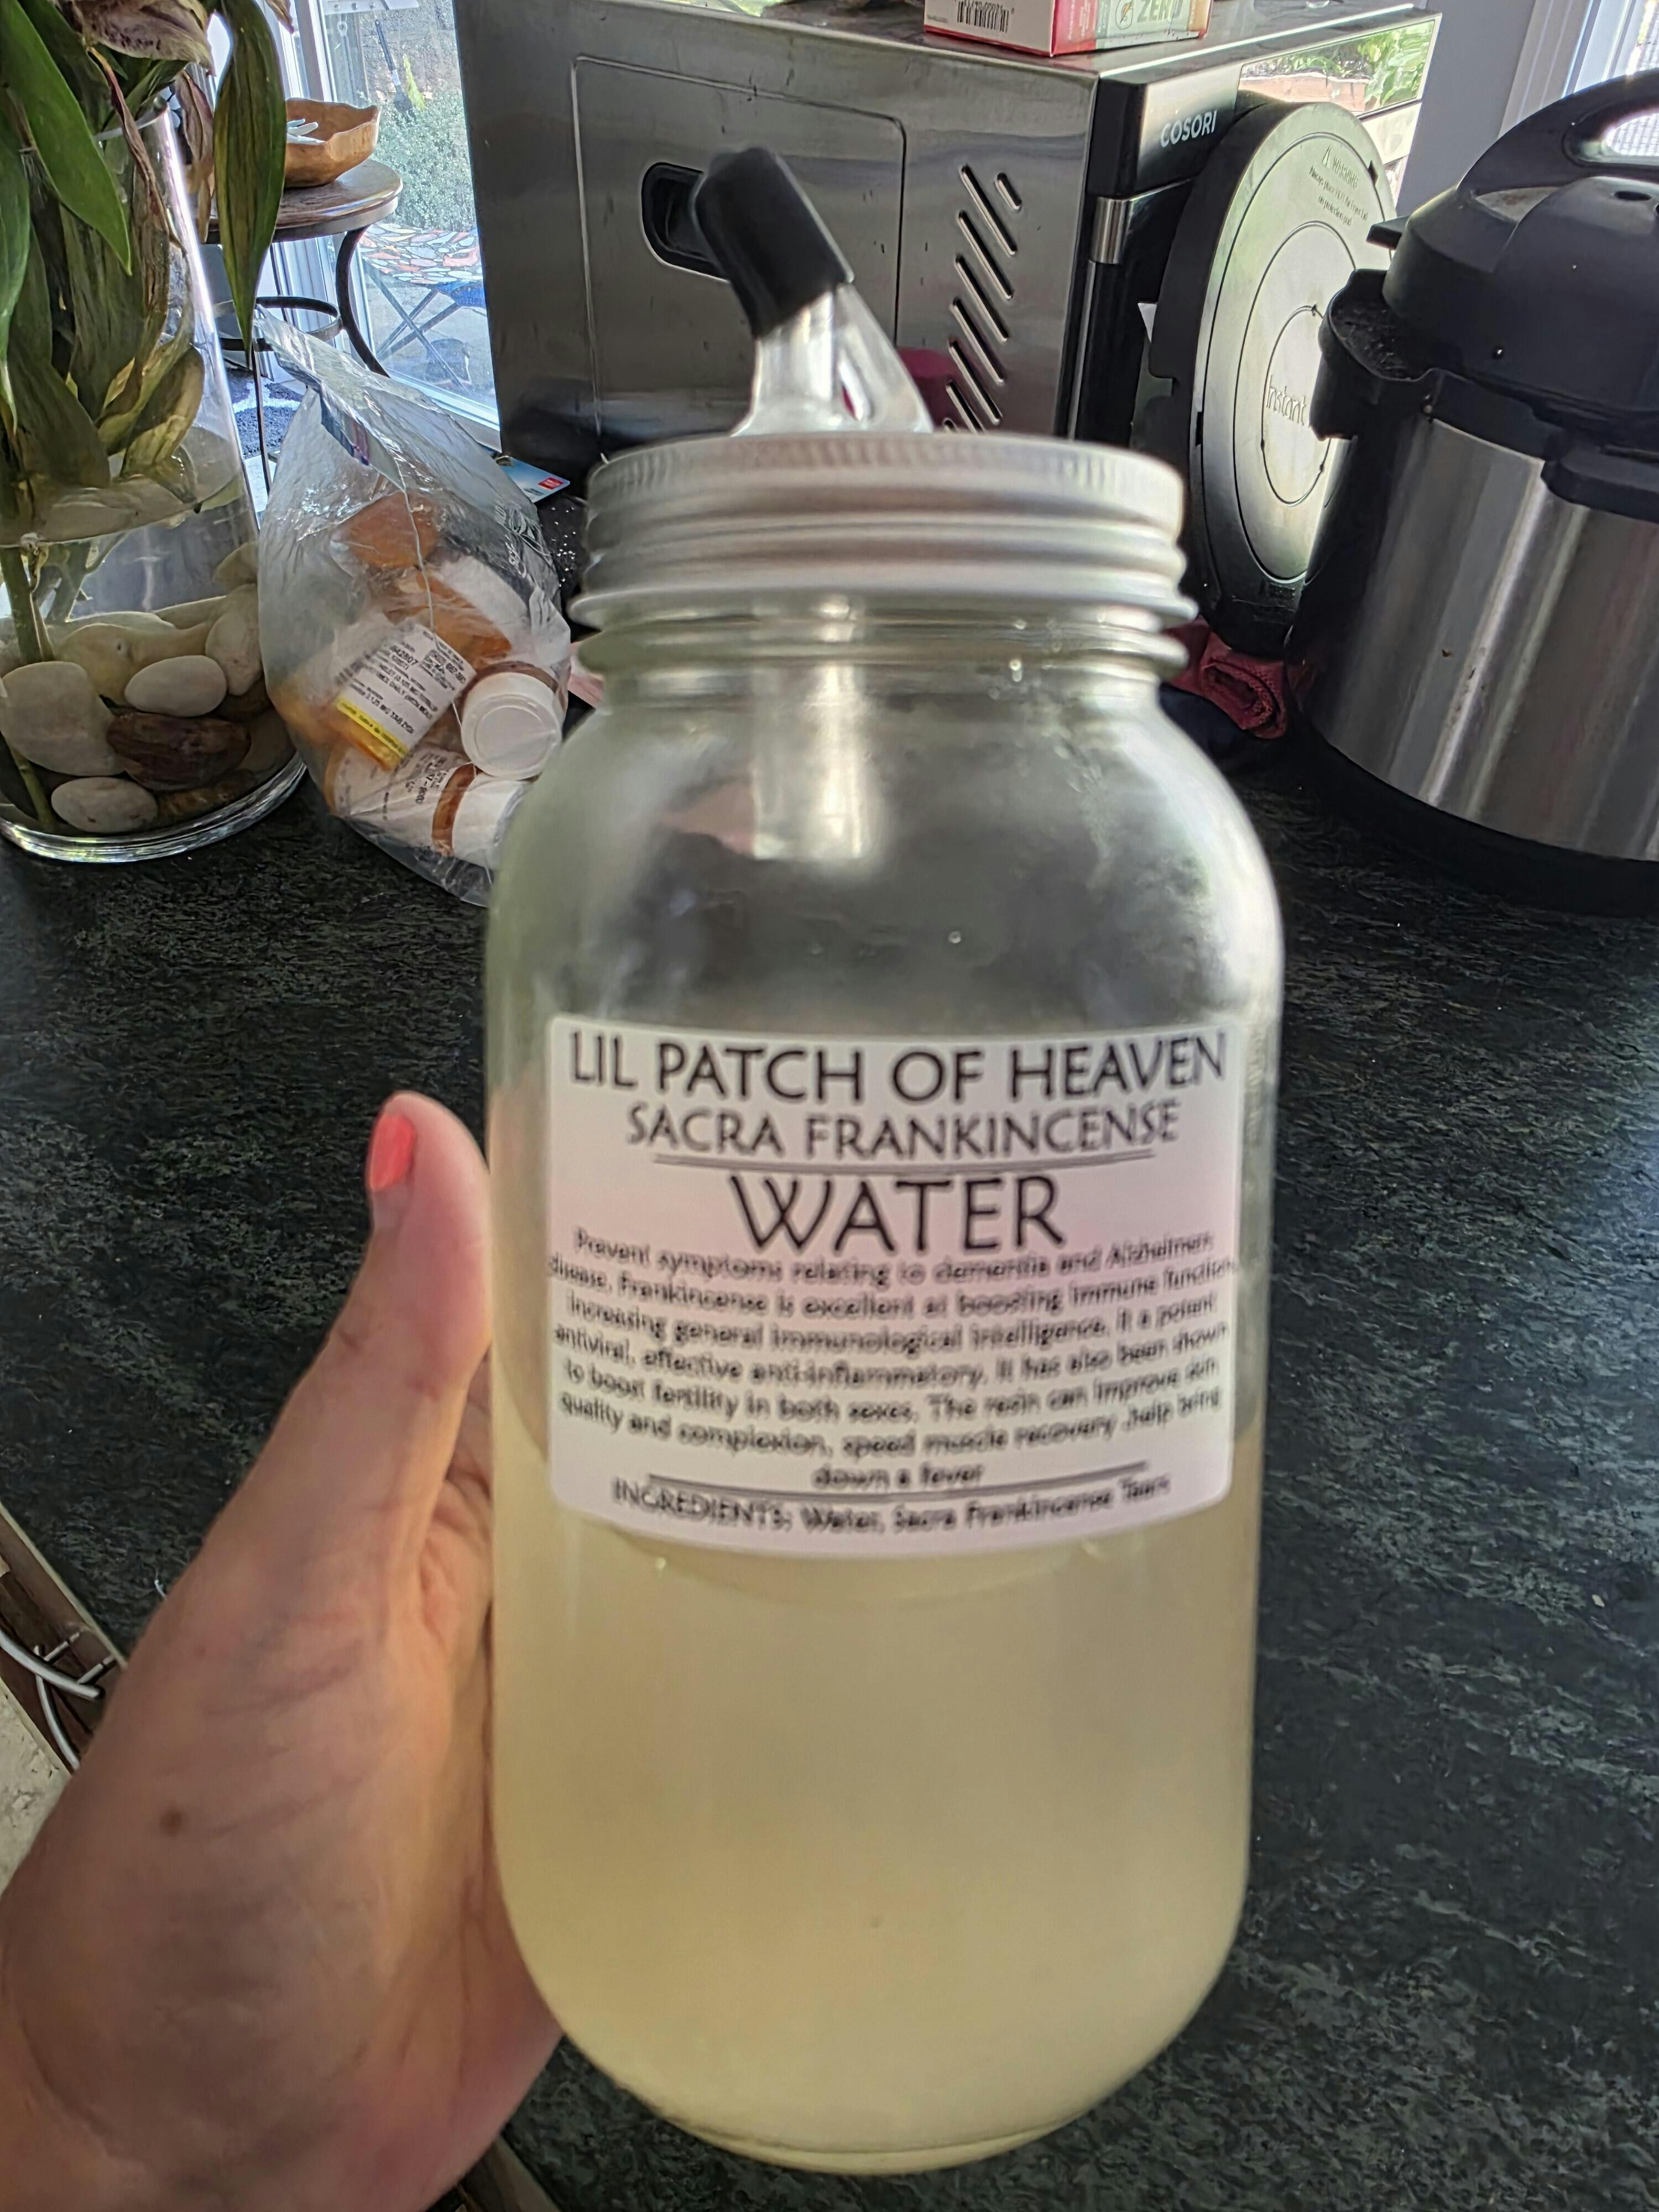 ZERO
COSORI
WARNING
instant
LIL PATCH OF HEAVEN
SACRA FRANKINCENSE
WATER
Prevent symptoms relating to dementia and Alzheimers
disease. Frankincense is excellent at boosting immune function
increasing general immunological intelligence. It a potent
antiviral, effective anti-inflammatory. It has also been shown
to boost fertility in both sexes. The resin can improve skin
quality and complexion, speed muscle recovery ,help bring
down a fever
INGREDIENTS: Water, Sacra Frankincense Tears